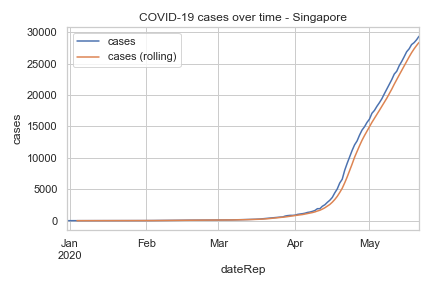 COVID-19 cases over time - Singapore
cases
cases (rolling)
30000
25000
20000
15000
10000
5000
0
cases
Jan Feb Mar Apr May
2020
dateRep